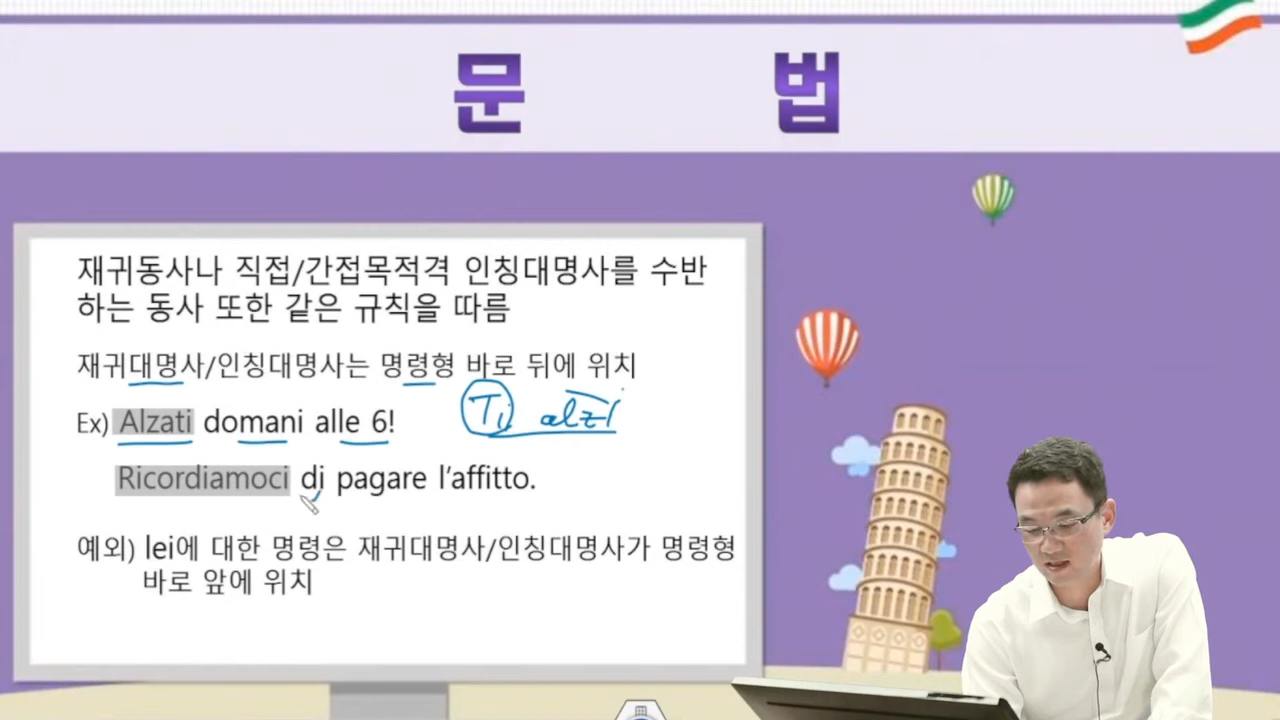 문 법
재귀동사나 직접/간접목적격 인칭대명사를 수반
하는 동사 또한 같은 규칙을 따름
재귀대명사/인칭대명사는 명령형 바로 뒤에 위치
Ex) Alzati domani alle 6!
Ti alzi
Ricordiamoci di pagare l’affitto.
예외) lei에 대한 명령은 재귀대명사/인칭대명사가 명령형
바로 앞에 위치